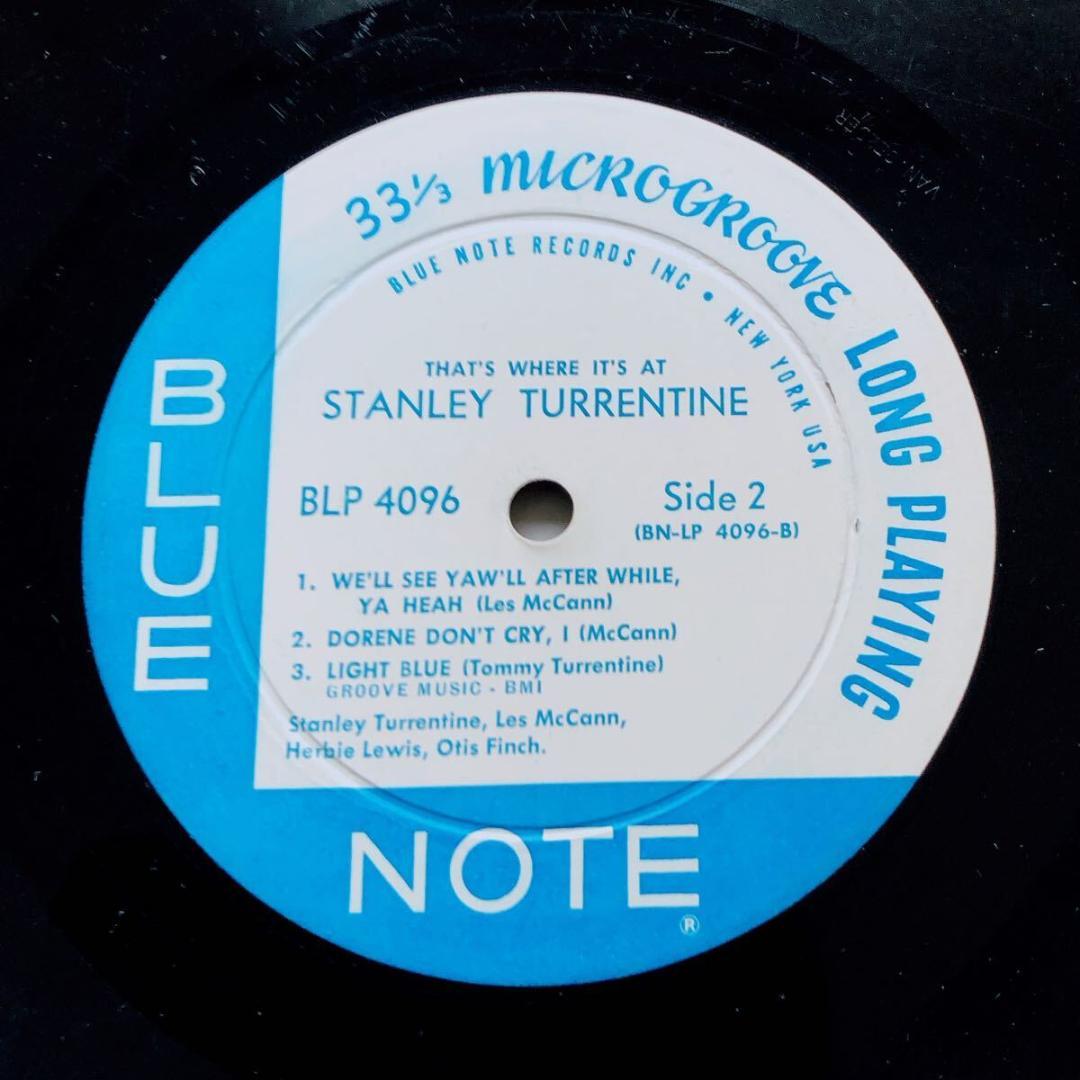 33⅓ MICROGROOVE LONG PLAYING
BLUE NOTE RECORDS INC • NEW YORK USA
THAT'S WHERE IT'S AT
STANLEY TURRENTINE
BLP 4096
Side 2
(BN-LP 4096-B)
1. WE'LL SEE YAW'LL AFTER WHILE,
YA HEAH (Les McCann)
2. DORENE DON'T CRY, I (McCann)
3. LIGHT BLUE (Tommy Turrentine)
GROOVE MUSIC - BMI
Stanley Turrentine, Les McCann,
Herbie Lewis, Otis Finch.
BLUE
NOTE
®
VAN GELDER